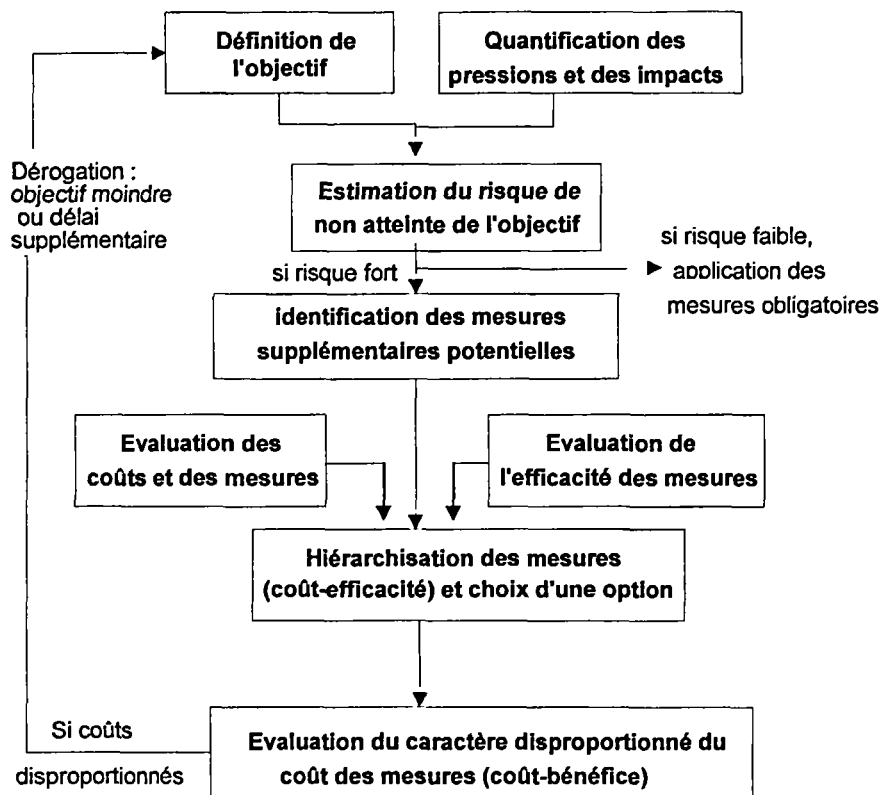 Définition de
l'objectif
Quantification des
pressions et des impacts
Dérogation :
objectif moindre
ou délai
supplémentaire
Estimation du risque de
non atteinte de l'objectif
si risque faible,
application des
mesures obligatoires
si risque fort
identification des mesures
supplémentaires potentielles
Evaluation des
coûts et des mesures
Evaluation de
l'efficacité des mesures
Hiérarchisation des mesures
(coût-efficacité) et choix d'une option
Si coûts
disproportionnés
Evaluation du caractère disproportionné du
coût des mesures (coût-bénéfice)